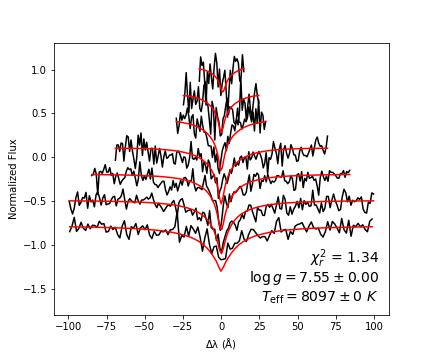 1.0
0.5
0.0
−0.5
−1.0
−1.5
Normalized Flux
χ²ᵣ = 1.34
log g = 7.55 ± 0.00
T_eff = 8097 ± 0 K
−100 −75 −50 −25 0 25 50 75 100
Δλ (Å)